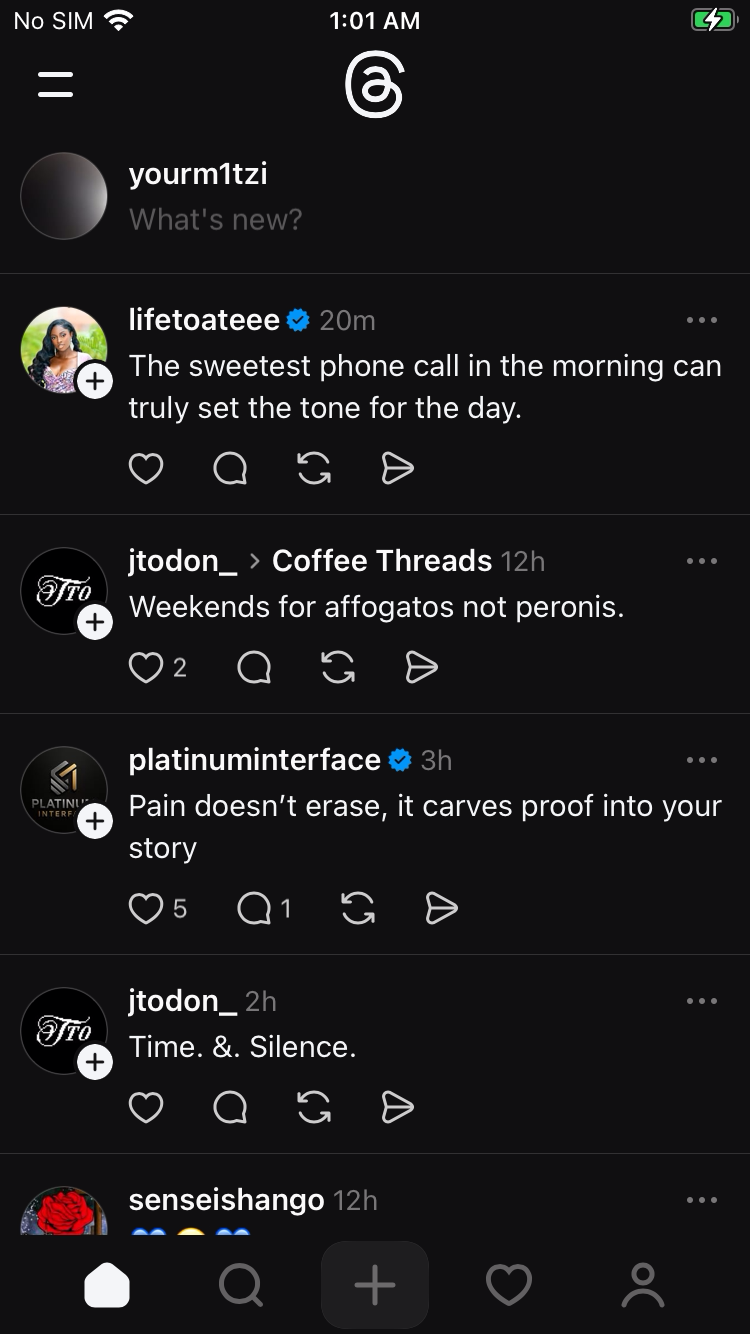 No SIM 1:01 AM
yourm1tzi
What's new?
lifetoateee 20m
The sweetest phone call in the morning can
truly set the tone for the day.
jtodon_ > Coffee Threads 12h
JTO
Weekends for affogatos not peronis.
2
platinuminterface 3h
Pain doesn’t erase, it carves proof into your
story
5 1
jtodon_ 2h
JTO
Time. &. Silence.
senseishango 12h